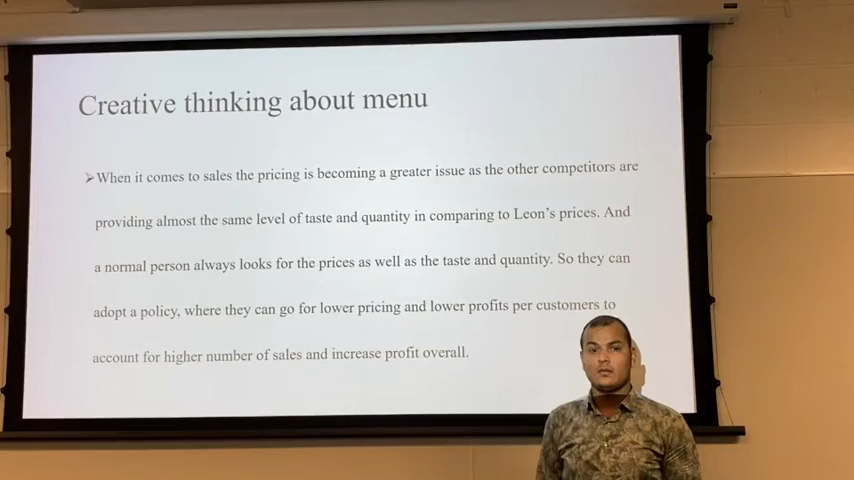 Creative thinking about menu
➢When it comes to sales the pricing is becoming a greater issue as the other competitors are
providing almost the same level of taste and quantity in comparing to Leon's prices. And
a normal person always looks for the prices as well as the taste and quantity. So they can
adopt a policy, where they can go for lower pricing and lower profits per customers to
account for higher number of sales and increase profit overall.